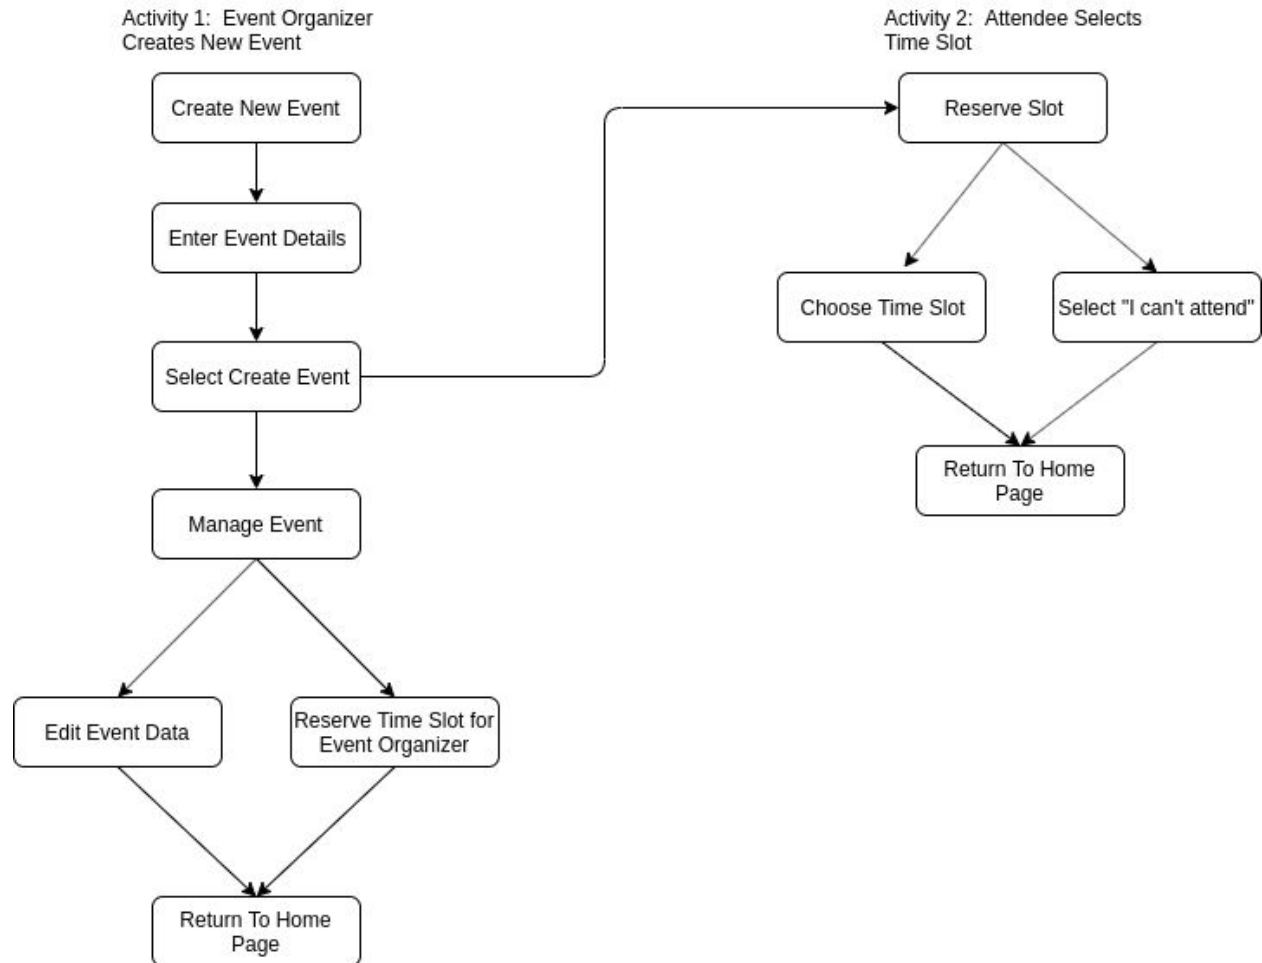 Activity 1:  Event Organizer
Creates New Event
Create New Event
Enter Event Details
Select Create Event
Manage Event
Edit Event Data
Reserve Time Slot for
Event Organizer
Return To Home
Page
Activity 2:  Attendee Selects
Time Slot
Reserve Slot
Choose Time Slot
Select "I can't attend"
Return To Home
Page